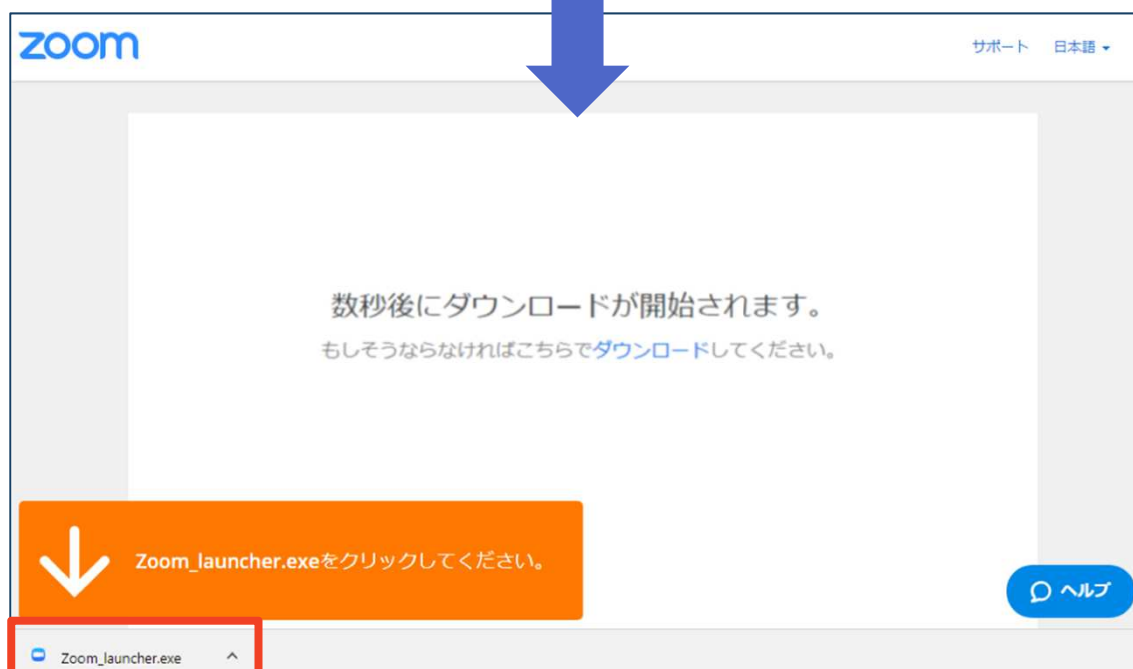 zoom
サポート 日本語
数秒後にダウンロードが開始されます。
もしそうならなければこちらでダウンロードしてください。
Zoom_launcher.exeをクリックしてください。
ヘルプ
Zoom_launcher.exe